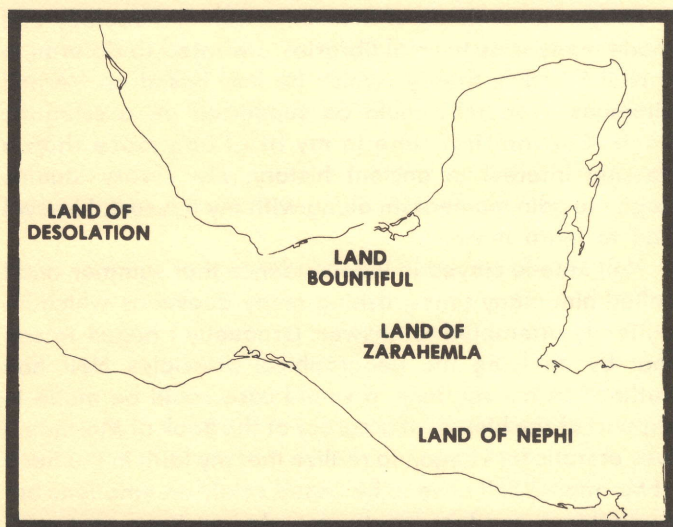 LAND OF
DESOLATION
LAND
BOUNTIFUL
LAND OF
ZARAHEMLA
LAND OF NEPHI